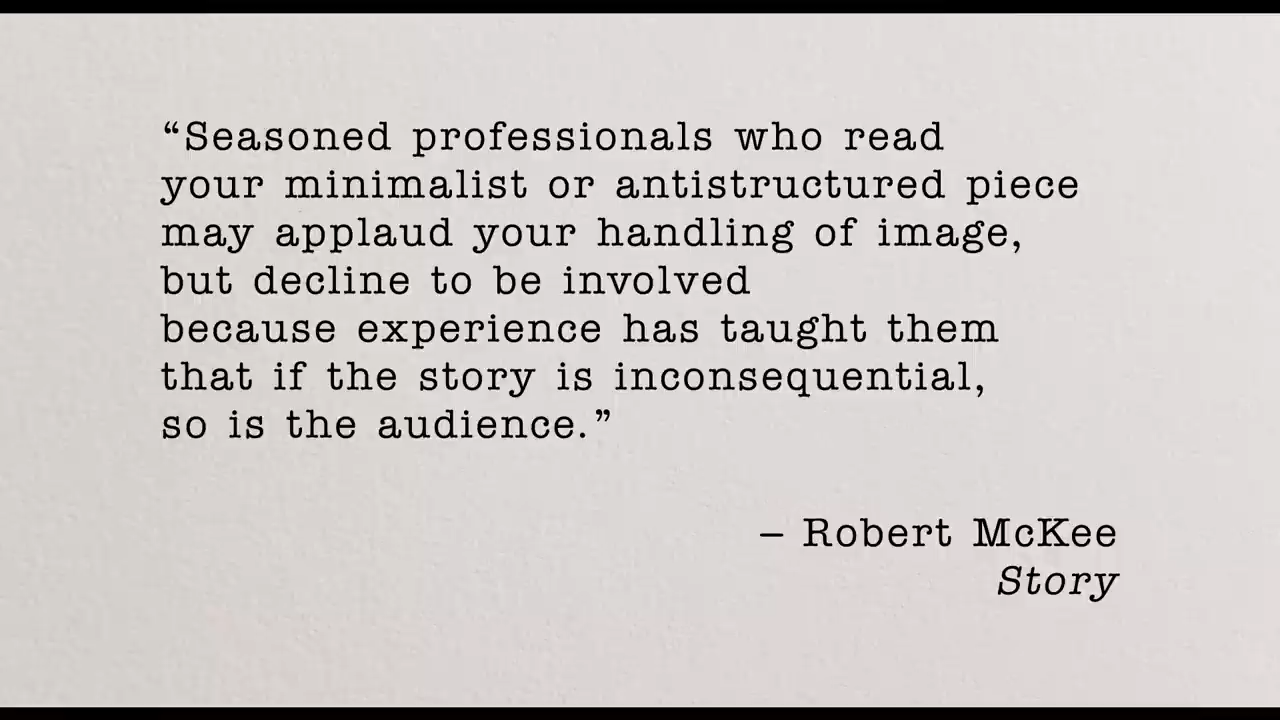 “Seasoned professionals who read
your minimalist or antistructured piece
may applaud your handling of image,
but decline to be involved
because experience has taught them
that if the story is inconsequential,
so is the audience.”
– Robert McKee
Story